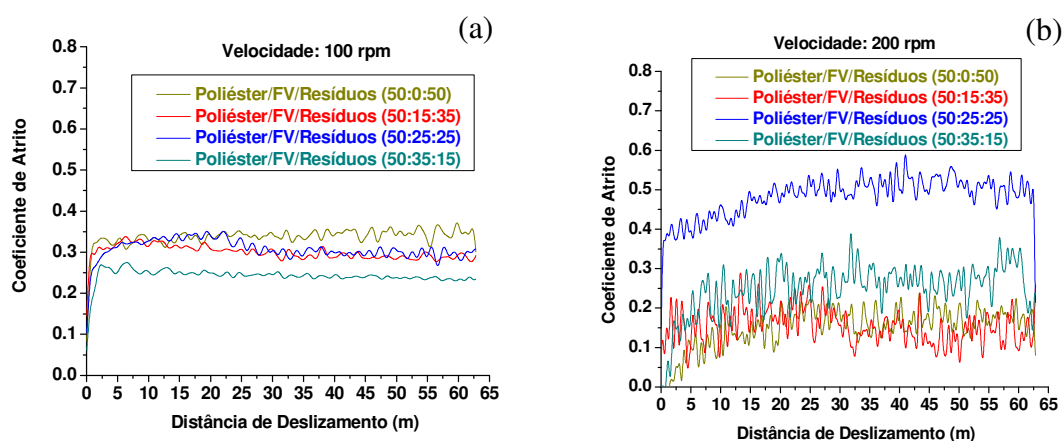 (a)
Velocidade: 100 rpm
Poliéster/FV/Resíduos (50:0:50)
Poliéster/FV/Resíduos (50:15:35)
Poliéster/FV/Resíduos (50:25:25)
Poliéster/FV/Resíduos (50:35:15)
Coeficiente de Atrito
0.8
0.7
0.6
0.5
0.4
0.3
0.2
0.1
0.0
0 5 10 15 20 25 30 35 40 45 50 55 60 65
Distância de Deslizamento (m)
(b)
Velocidade: 200 rpm
Poliéster/FV/Resíduos (50:0:50)
Poliéster/FV/Resíduos (50:15:35)
Poliéster/FV/Resíduos (50:25:25)
Poliéster/FV/Resíduos (50:35:15)
Coeficiente de Atrito
0.8
0.7
0.6
0.5
0.4
0.3
0.2
0.1
0.0
0 5 10 15 20 25 30 35 40 45 50 55 60 65
Distância de Deslizamento (m)